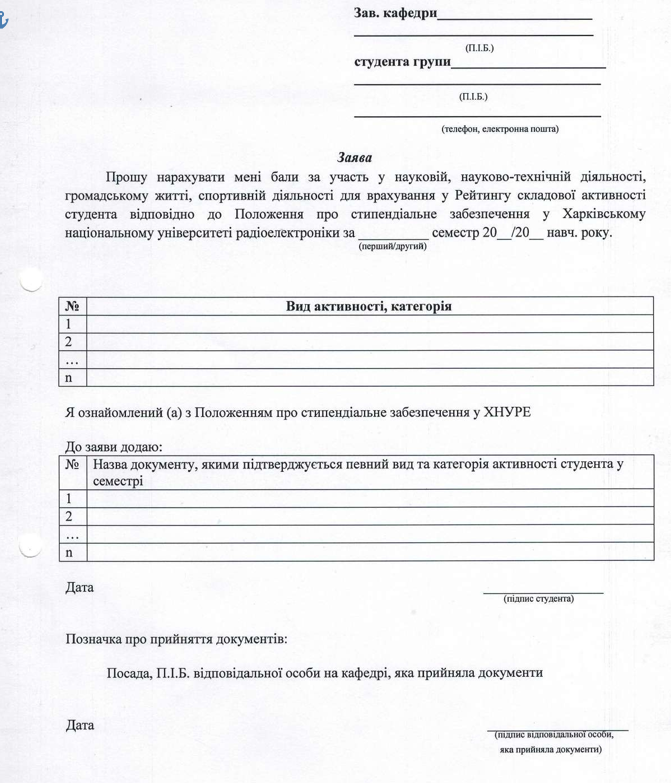 Зав. кафедри______________________
(П.І.Б.)
студента групи______________________
(П.І.Б.)
(телефон, електронна пошта)
Заява
Прошу нарахувати мені бали за участь у науковій, науково-технічній діяльності,
громадському житті, спортивній діяльності для врахування у Рейтингу складової активності
студента відповідно до Положення про стипендіальне забезпечення у Харківському
національному університеті радіоелектроніки за __________ семестр 20__/20__ навч. року.
(перший/другий)
№ Вид активності, категорія
1
2
…
n
Я ознайомлений (а) з Положенням про стипендіальне забезпечення у ХНУРЕ
До заяви додаю:
№ Назва документу, якими підтверджується певний вид та категорія активності студента у
семестрі
1
2
…
n
Дата
(підпис студента)
Позначка про прийняття документів:
Посада, П.І.Б. відповідальної особи на кафедрі, яка прийняла документи
Дата
(підпис відповідальної особи,
яка прийняла документи)